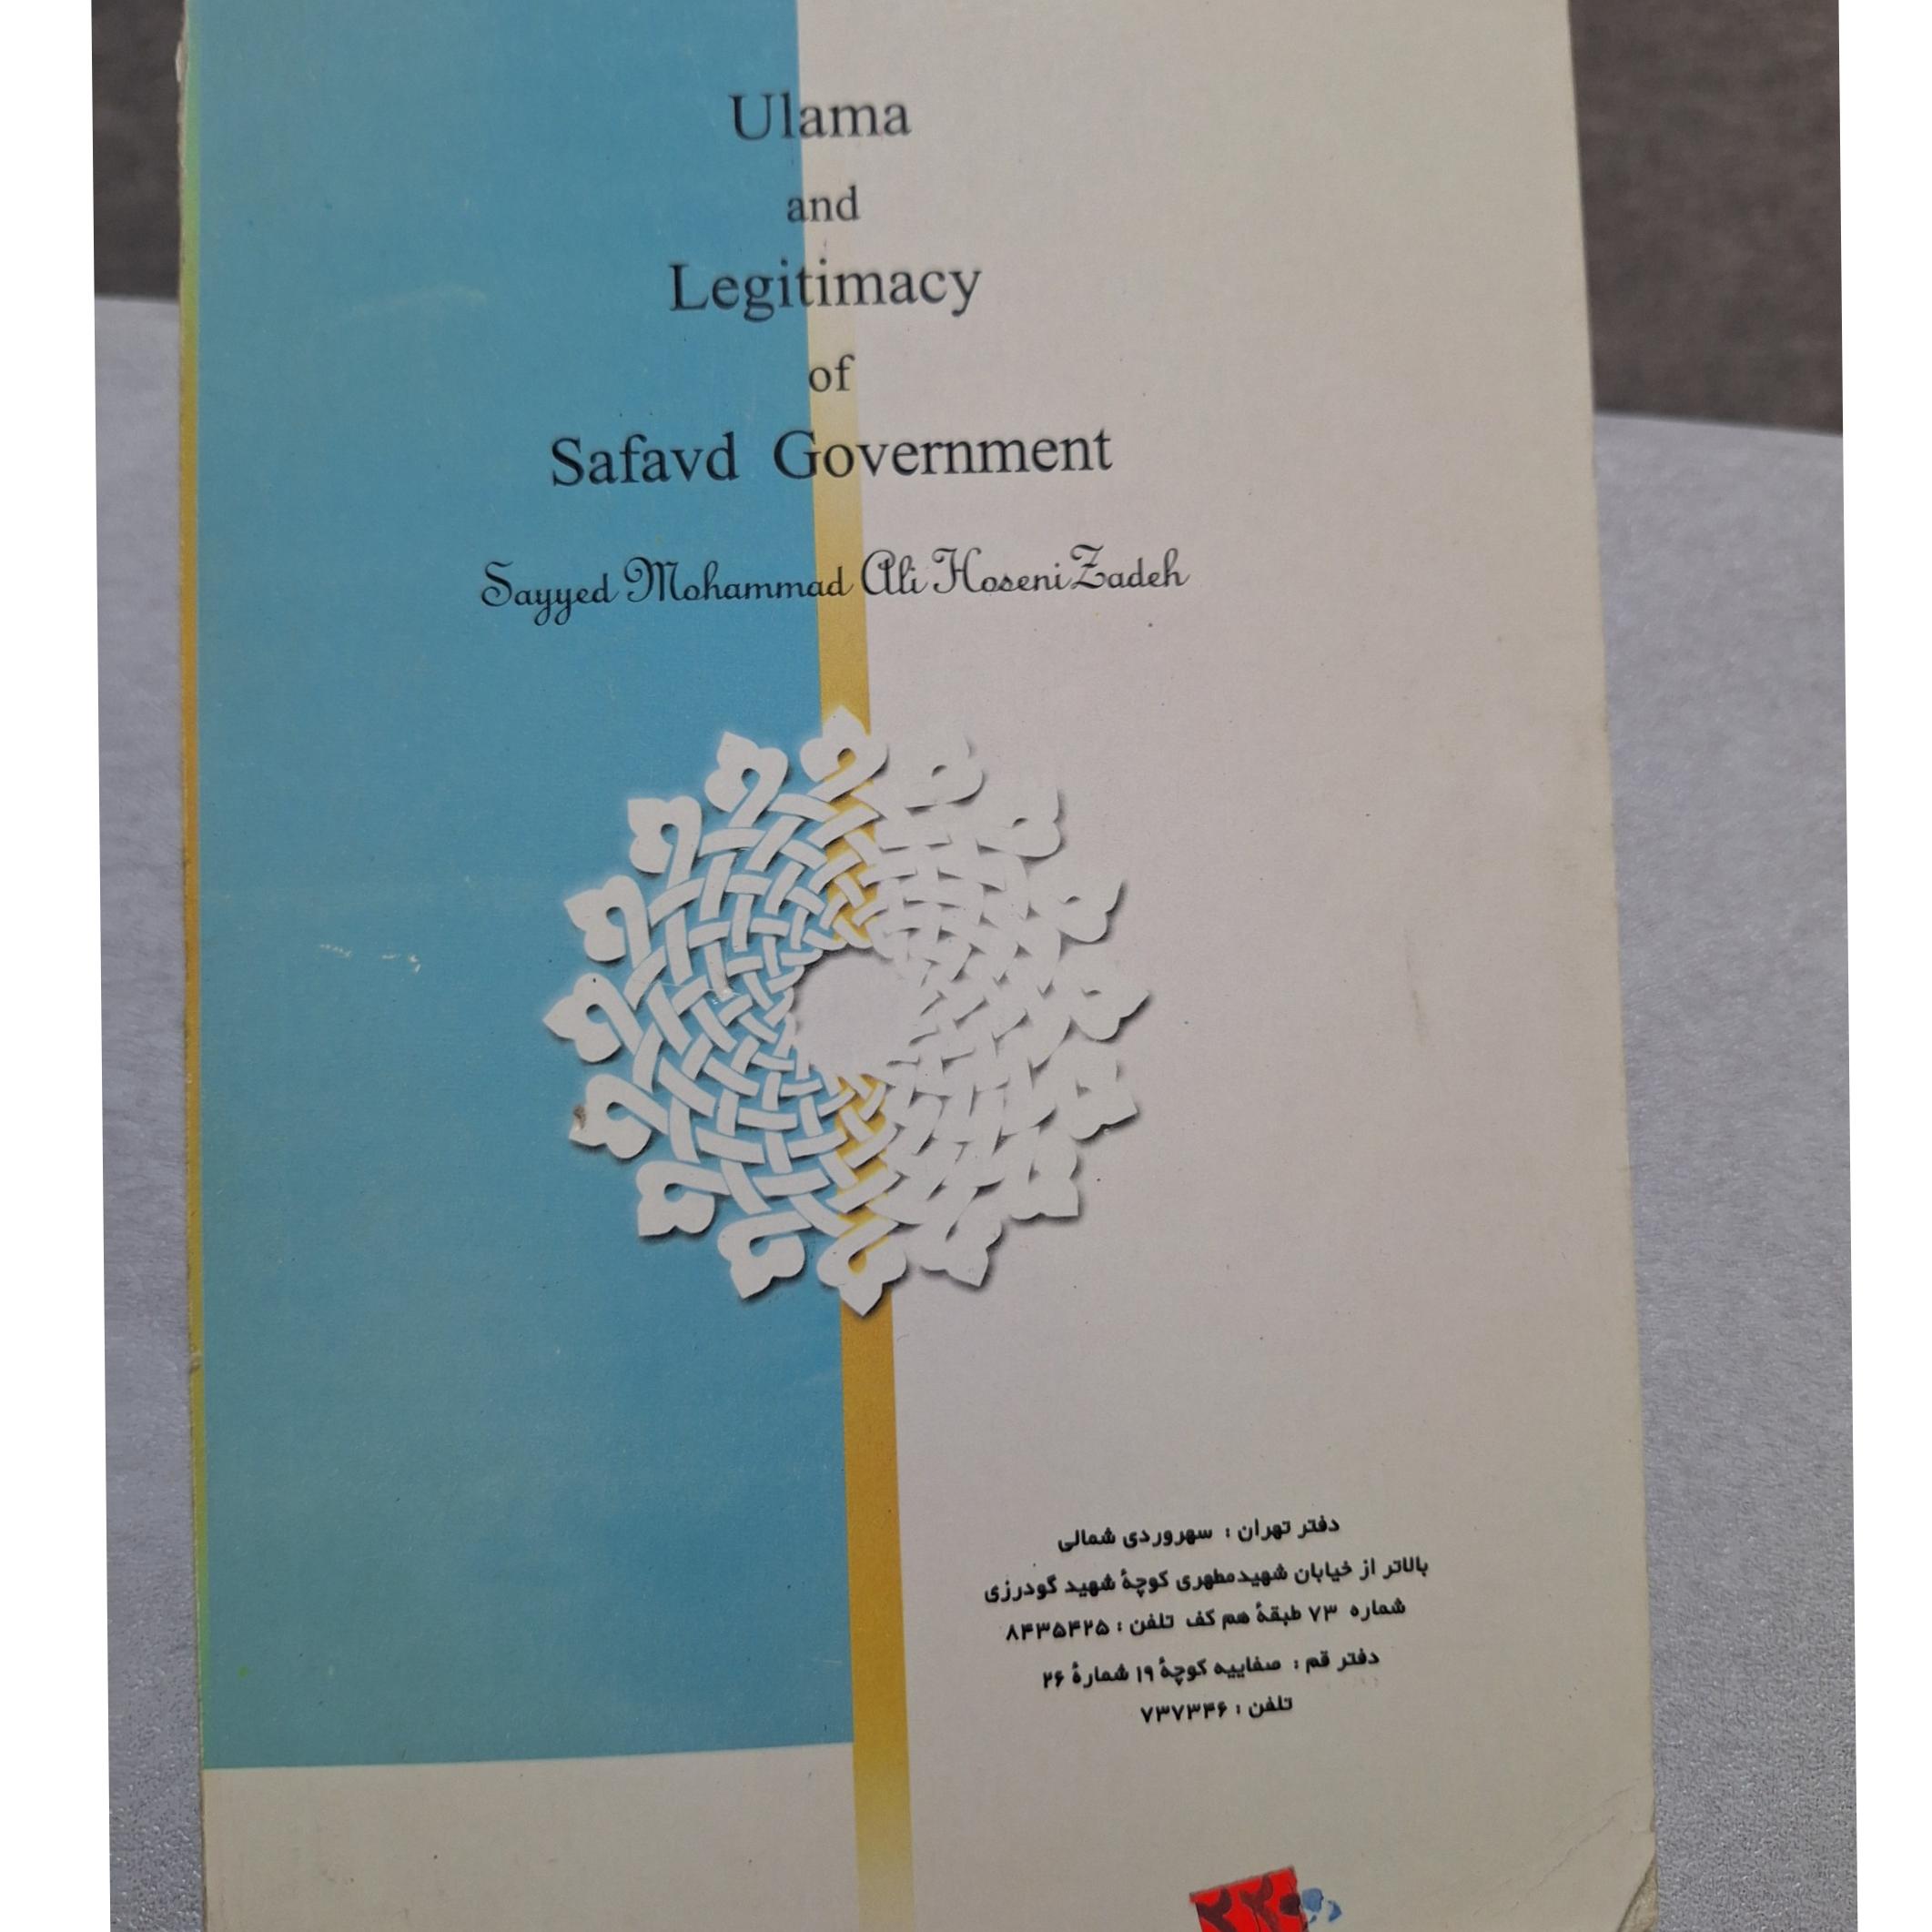 Ulama
and
Legitimacy
of
Safavd Government
Sayyed Mohammad Ali Hoseni Zadeh
دفتر تهران : سهروردی شمالی
بالاتر از خیابان شهیدمطهری کوچهٔ شهید گودرزی
شماره ۷۳ طبقهٔ هم کف تلفن : ۸۴۳۵۴۲۵
دفتر قم : صفاییه کوچهٔ ۱۹ شمارهٔ ۲۶
تلفن : ۷۳۷۳۴۶